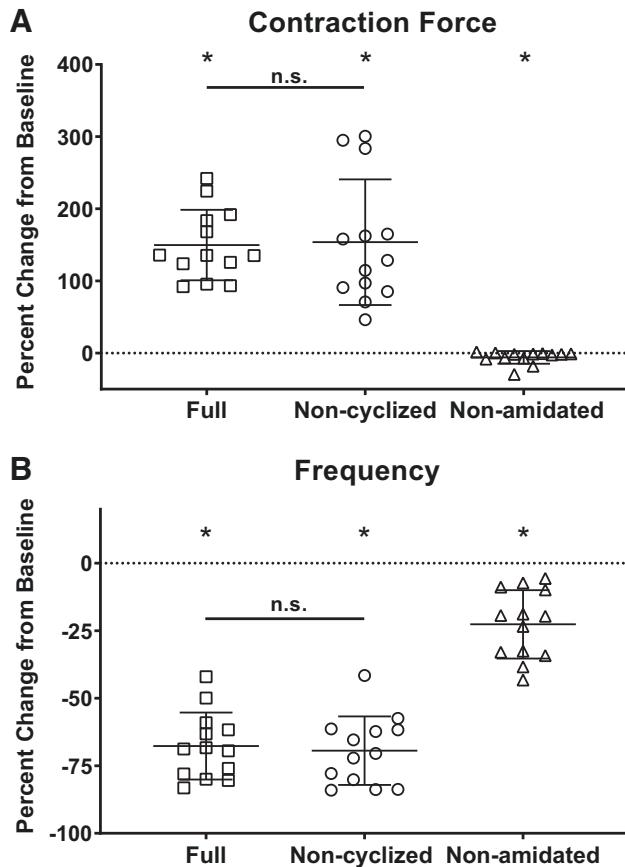 A
Contraction Force
* * *
n.s.
400
300
200
100
0
Percent Change from Baseline
Full Non-cyclized Non-amidated
B
Frequency
* * *
n.s.
0
-25
-50
-75
-100
Percent Change from Baseline
Full Non-cyclized Non-amidated